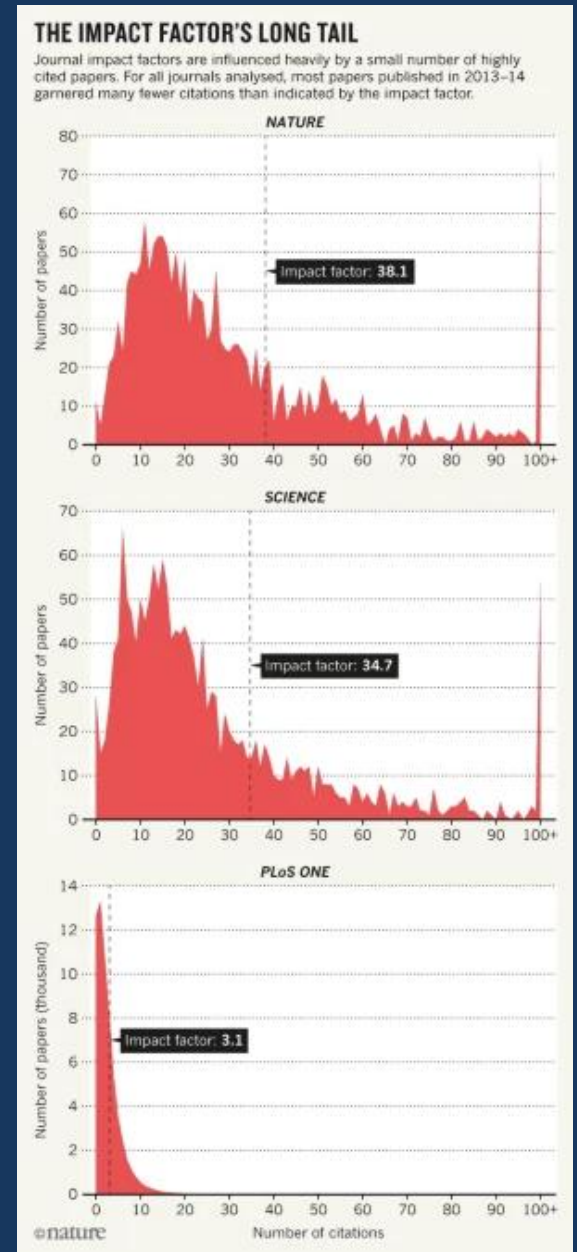 THE IMPACT FACTOR'S LONG TAIL
Journal impact factors are influenced heavily by a small number of highly
cited papers. For all journals analysed, most papers published in 2013–14
garnered many fewer citations than indicated by the impact factor.
NATURE
80
70
60
50
40
30
20
10
0
Number of papers
Impact factor: 38.1
0 10 20 30 40 50 60 70 80 90 100+
SCIENCE
70
60
50
40
30
20
10
0
Number of papers
Impact factor: 34.7
0 10 20 30 40 50 60 70 80 90 100+
PLoS ONE
14
12
10
8
6
4
2
0
Number of papers (thousand)
Impact factor: 3.1
0 10 20 30 40 50 60 70 80 90 100+
©nature
Number of citations